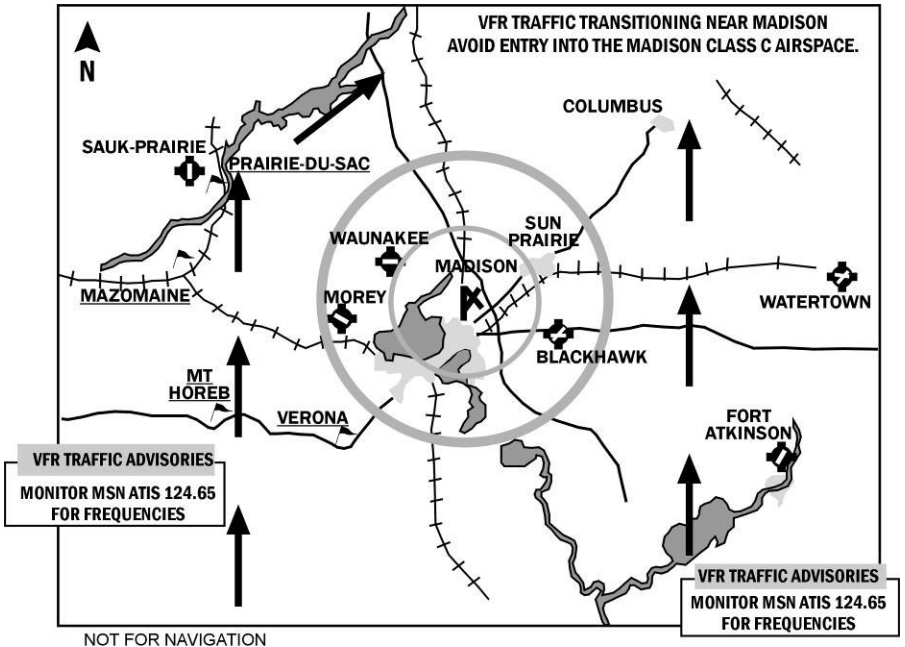 VFR TRAFFIC TRANSITIONING NEAR MADISON
AVOID ENTRY INTO THE MADISON CLASS C AIRSPACE.
N
COLUMBUS
SAUK-PRAIRIE
PRAIRIE-DU-SAC
SUN
PRAIRIE
WAUNAKEE
MADISON
MAZOMAINE
MOREY
WATERTOWN
BLACKHAWK
MT
HOREB
VERONA
FORT
ATKINSON
VFR TRAFFIC ADVISORIES
MONITOR MSN ATIS 124.65
FOR FREQUENCIES
VFR TRAFFIC ADVISORIES
MONITOR MSN ATIS 124.65
FOR FREQUENCIES
NOT FOR NAVIGATION